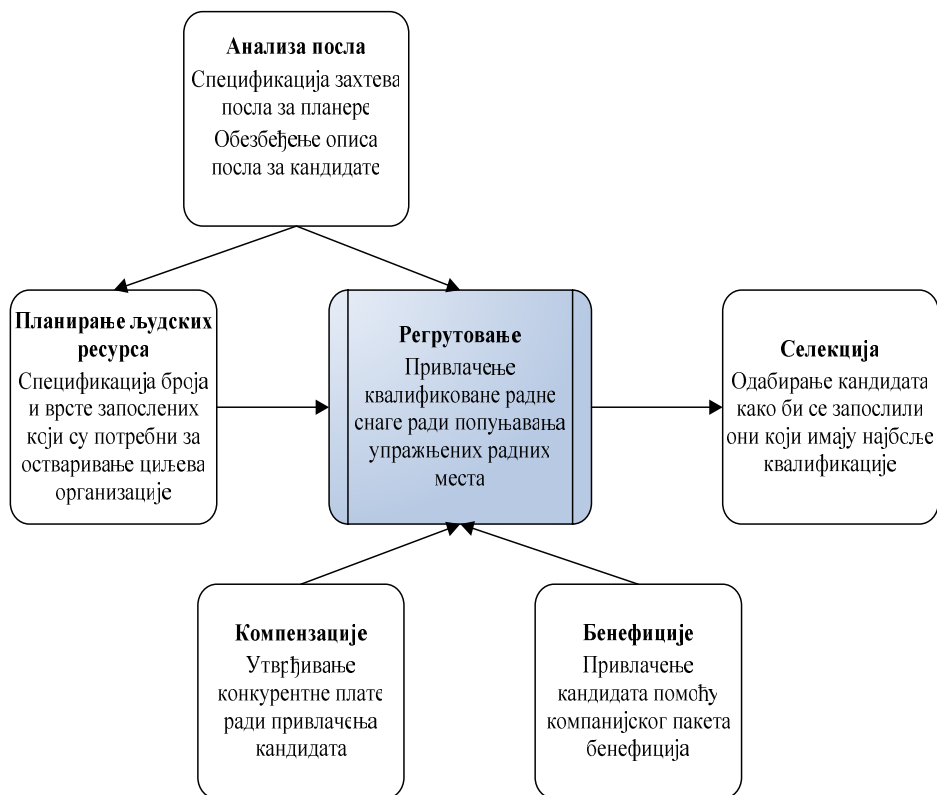 Анализа посла
Спецификација захтева
посла за планере
Обезбеђење описа
посла за кандидате
Планирање људских
ресурса
Спецификација броја
и врсте запослених
који су потребни за
остваривање циљева
организације
Регрутовање
Привлачење
квалификоване радне
снаге ради попуњавања
упражњених радних
места
Селекција
Одабирање кандидата
како би се запослили
они који имају најбоље
квалификације
Компензације
Утврђивање
конкурентне плате
ради привлачења
кандидата
Бенефиције
Привлачење
кандидата помоћу
компанијског пакета
бенефиција